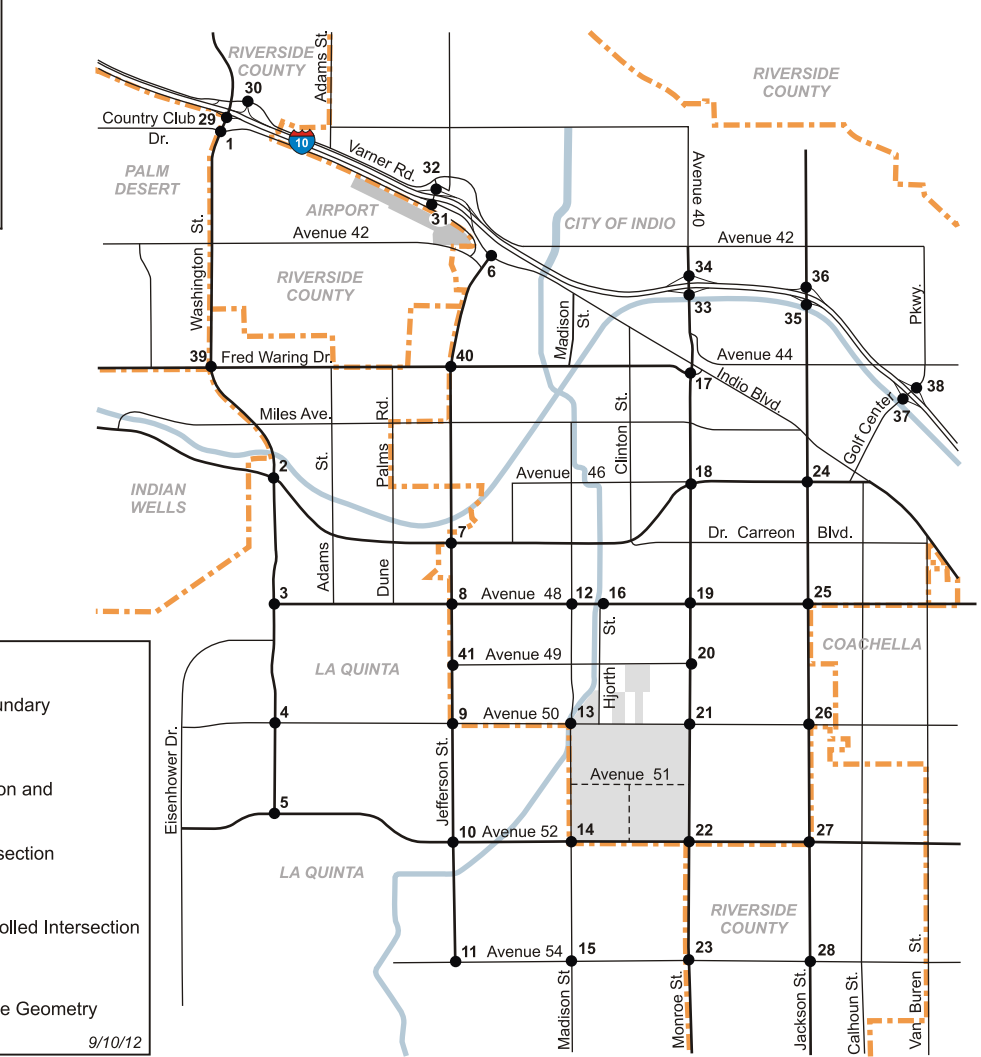 RIVERSIDE
COUNTY
Adams St.
RIVERSIDE
COUNTY
30
Country Club
Dr.
29
1
10
Varner Rd.
32
31
PALM
DESERT
AIRPORT
Avenue 42
Avenue 40
CITY OF INDIO
Avenue 42
Washington St.
RIVERSIDE
COUNTY
6
34
33
36
35
Madison
St.
Pkwy.
39
Fred Waring Dr.
40
Avenue 44
17
Indio Blvd.
38
37
Golf Center
Miles Ave.
Palms Rd.
Dune
Adams
St.
Clinton St.
2
Avenue 46
18
24
INDIAN
WELLS
7
Dr. Carreon Blvd.
3
8
Avenue 48
12
16
19
25
St.
Hjorth
LA QUINTA
41
Avenue 49
20
COACHELLA
4
9
Avenue 50
13
21
26
Eisenhower Dr.
Jefferson St.
Avenue 51
5
10
Avenue 52
14
22
27
LA QUINTA
RIVERSIDE
COUNTY
11
Avenue 54
15
23
28
Madison St
Monroe St.
Jackson St.
Calhoun St.
Van Buren St.
undary
on and
section
olled Intersection
e Geometry
9/10/12